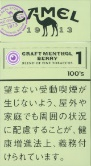 CAMEL
1913
CRAFT MENTHOL
BERRY
1
100's
望まない受動喫煙が
生じないよう、屋外や
家庭でも周囲の状況
に配慮することが、健
康増進法上、義務付
けられています。